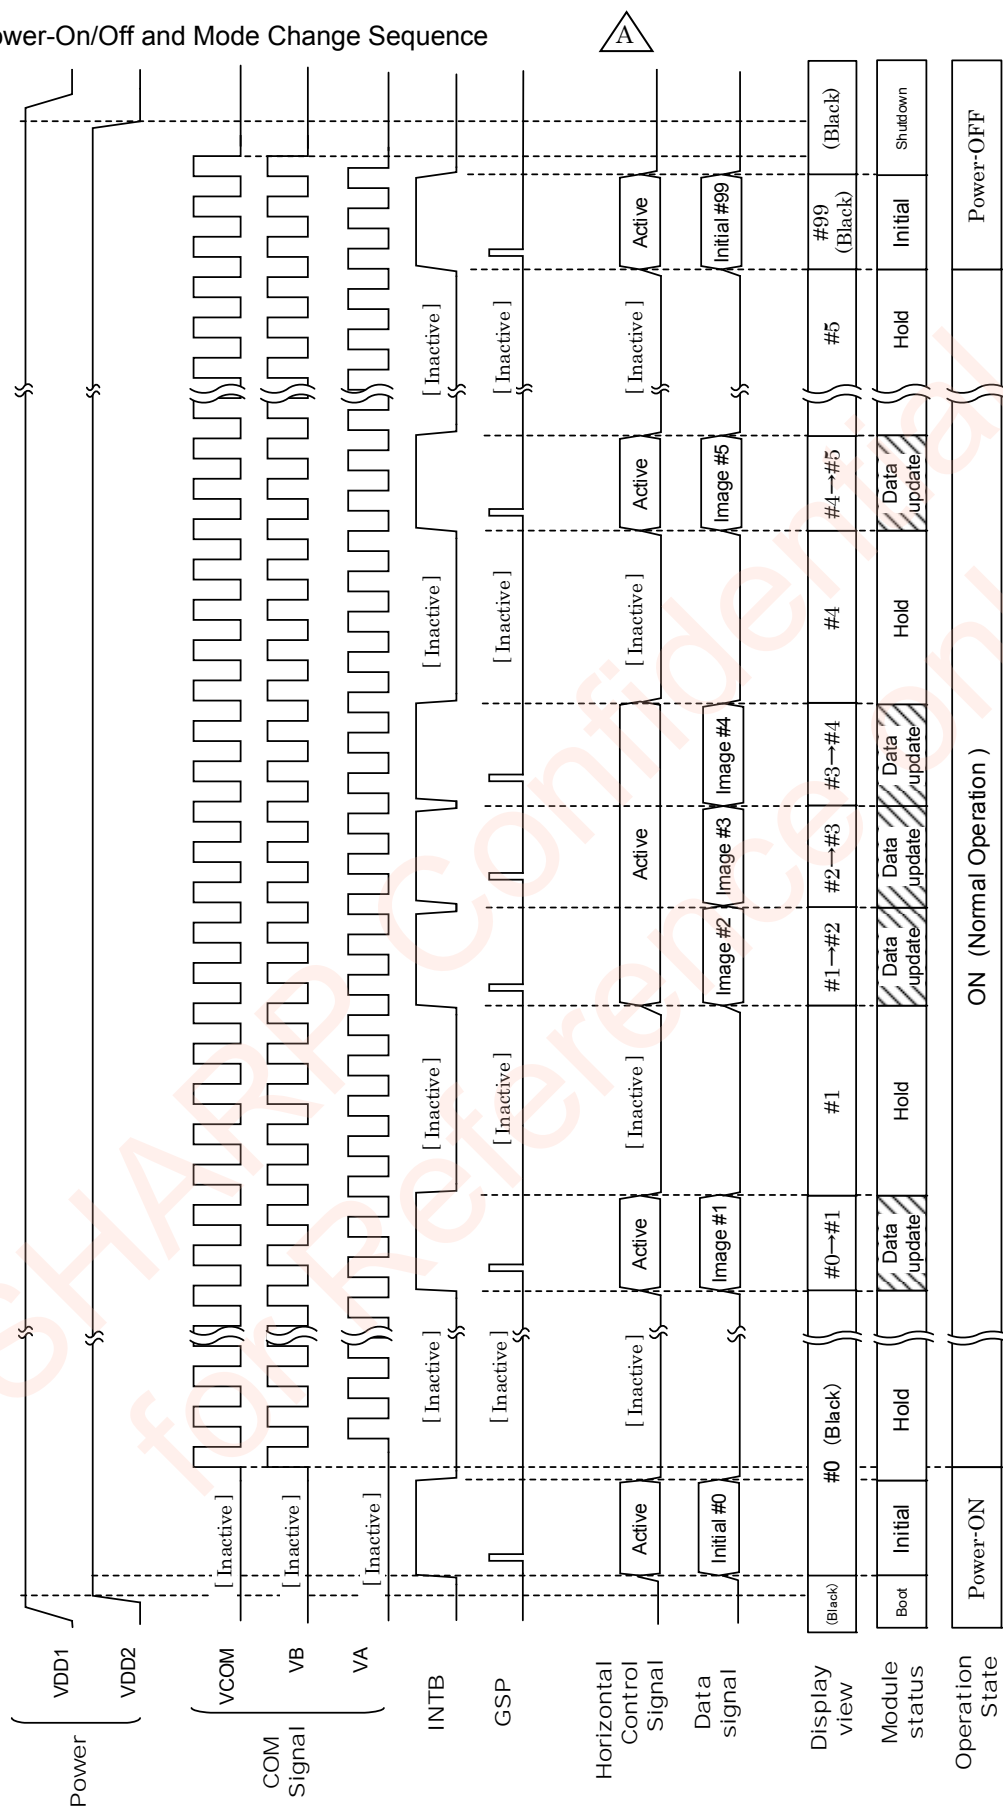 ower-On/Off and Mode Change Sequence
A
Power
VDD1
VDD2
COM
Signal
VCOM
[ Inactive ]
VB
[ Inactive ]
VA
[ Inactive ]
INTB
[ Inactive ]
[ Inactive ]
[ Inactive ]
[ Inactive ]
GSP
[ Inactive ]
[ Inactive ]
[ Inactive ]
[ Inactive ]
Horizontal
Control
Signal
Active
[ Inactive ]
Active
[ Inactive ]
Active
[ Inactive ]
Active
[ Inactive ]
Active
Data
signal
Initial #0
Image #1
Image #2
Image #3
Image #4
Image #5
Initial #99
Display
view
(Black)
#0 (Black)
#0→#1
#1
#1→#2
#2→#3
#3→#4
#4
#4→#5
#5
#99
(Black)
(Black)
Module
status
Boot
Initial
Hold
Data
update
Hold
Data
update
Data
update
Data
update
Hold
Data
update
Hold
Initial
Shutdown
Operation
State
Power-ON
ON (Normal Operation )
Power-OFF
SHARP Confidential
for Reference onl